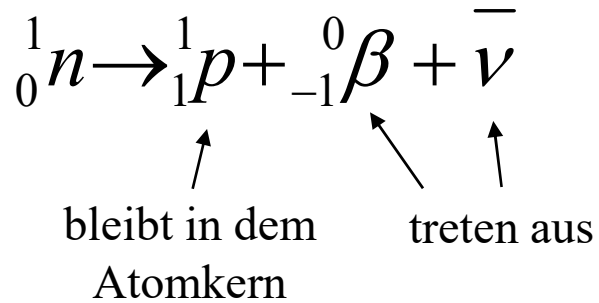 ¹₀n → ¹₁p + ⁰₋₁β + ν̅
bleibt in dem treten aus
Atomkern